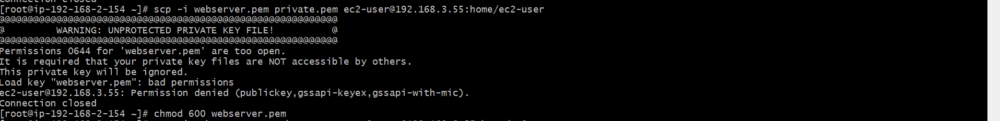 Connection closed
[root@ip-192-168-2-154 ~]# scp -i webserver.pem private.pem ec2-user@192.168.3.55:home/ec2-user
@@@@@@@@@@@@@@@@@@@@@@@@@@@@@@@@@@@@@@@@@@@@@@@@@@@@@@@@@@@
@         WARNING: UNPROTECTED PRIVATE KEY FILE!          @
@@@@@@@@@@@@@@@@@@@@@@@@@@@@@@@@@@@@@@@@@@@@@@@@@@@@@@@@@@@
Permissions 0644 for 'webserver.pem' are too open.
It is required that your private key files are NOT accessible by others.
This private key will be ignored.
Load key "webserver.pem": bad permissions
ec2-user@192.168.3.55: Permission denied (publickey,gssapi-keyex,gssapi-with-mic).
Connection closed
[root@ip-192-168-2-154 ~]# chmod 600 webserver.pem